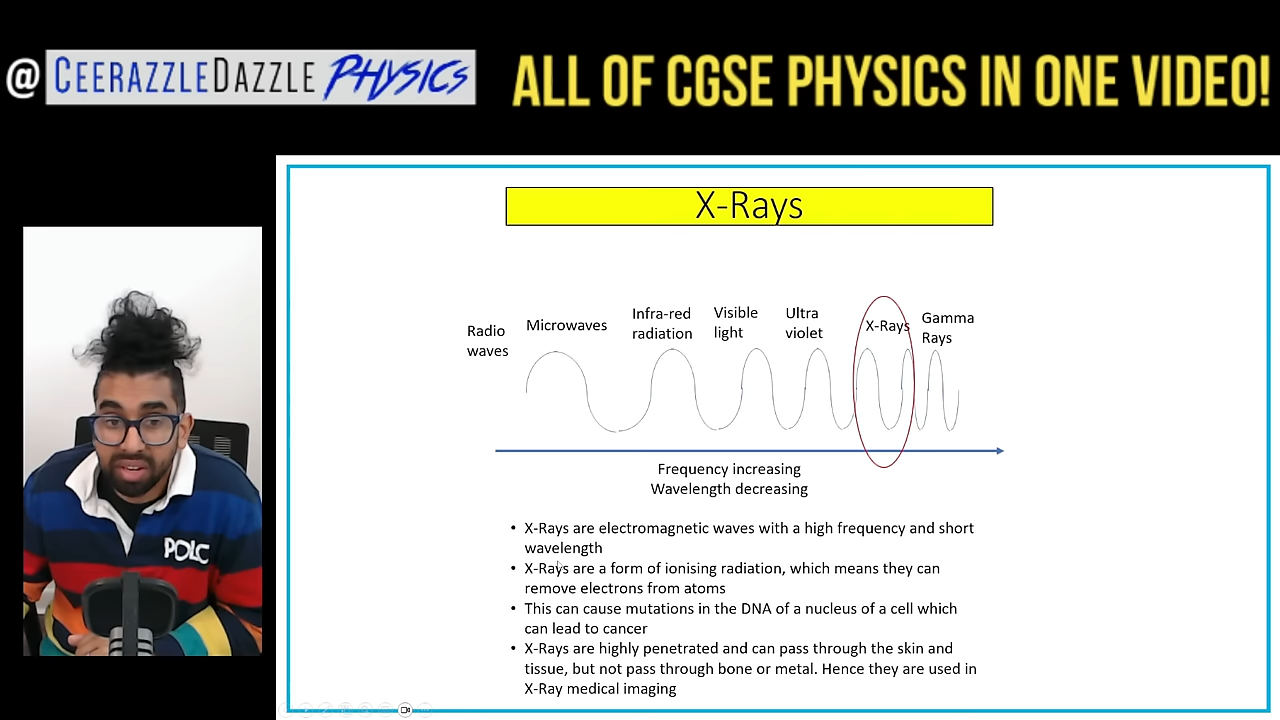 @ CEERAZZLEDAZZLE PHYSICS
ALL OF CGSE PHYSICS IN ONE VIDEO!
X-Rays
Radio
waves
Microwaves
Infra-red
radiation
Visible
light
Ultra
violet
X-Rays
Gamma
Rays
Frequency increasing
Wavelength decreasing
• X-Rays are electromagnetic waves with a high frequency and short
wavelength
• X-Rays are a form of ionising radiation, which means they can
remove electrons from atoms
• This can cause mutations in the DNA of a nucleus of a cell which
can lead to cancer
• X-Rays are highly penetrated and can pass through the skin and
tissue, but not pass through bone or metal. Hence they are used in
X-Ray medical imaging
POLO